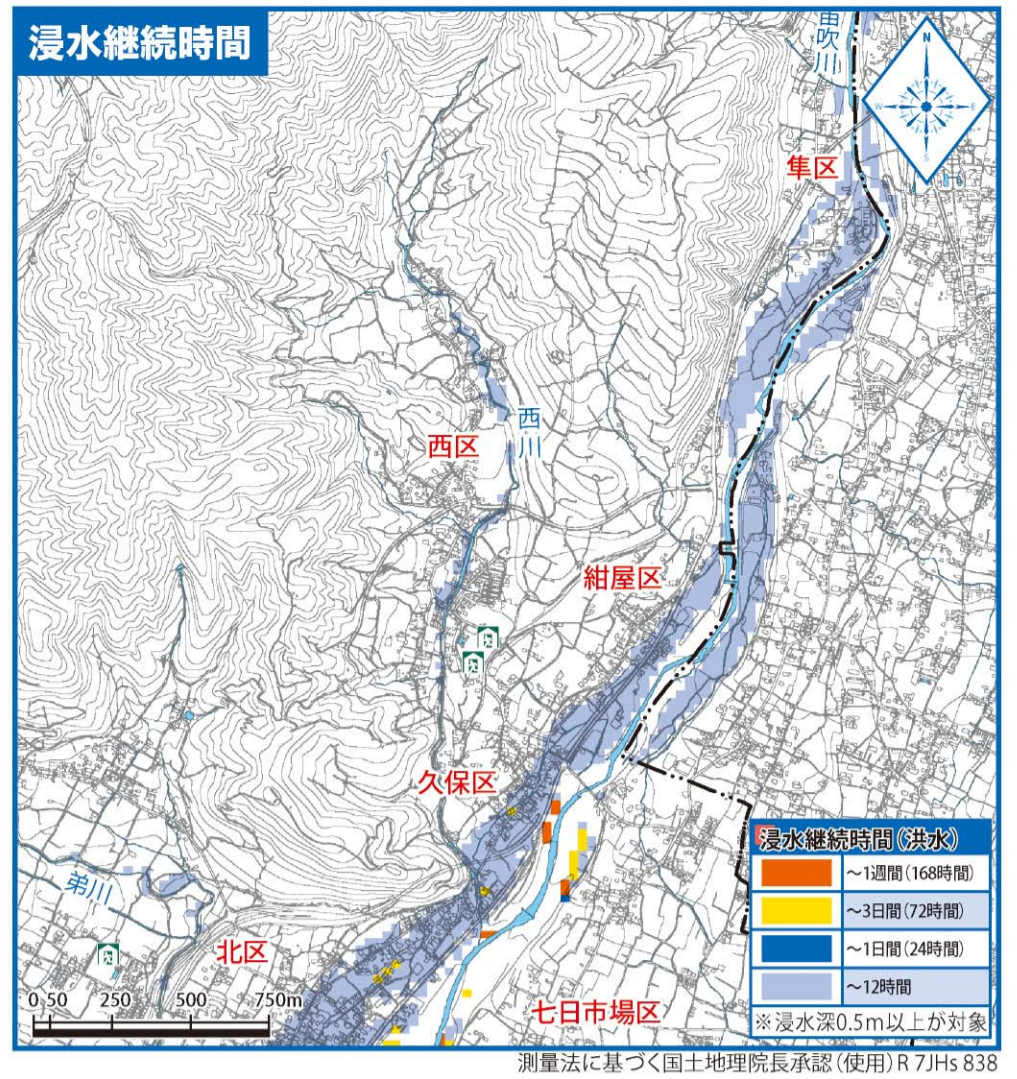 浸水継続時間
吹川
N
W
E
S
隼区
西川
西区
紺屋区
久保区
弟川
北区
七日市場区
0 50 250 500 750m
浸水継続時間(洪水)
～1週間(168時間)
～3日間(72時間)
～1日間(24時間)
～12時間
※浸水深0.5m以上が対象
測量法に基づく国土地理院長承認(使用)R 7JHs 838